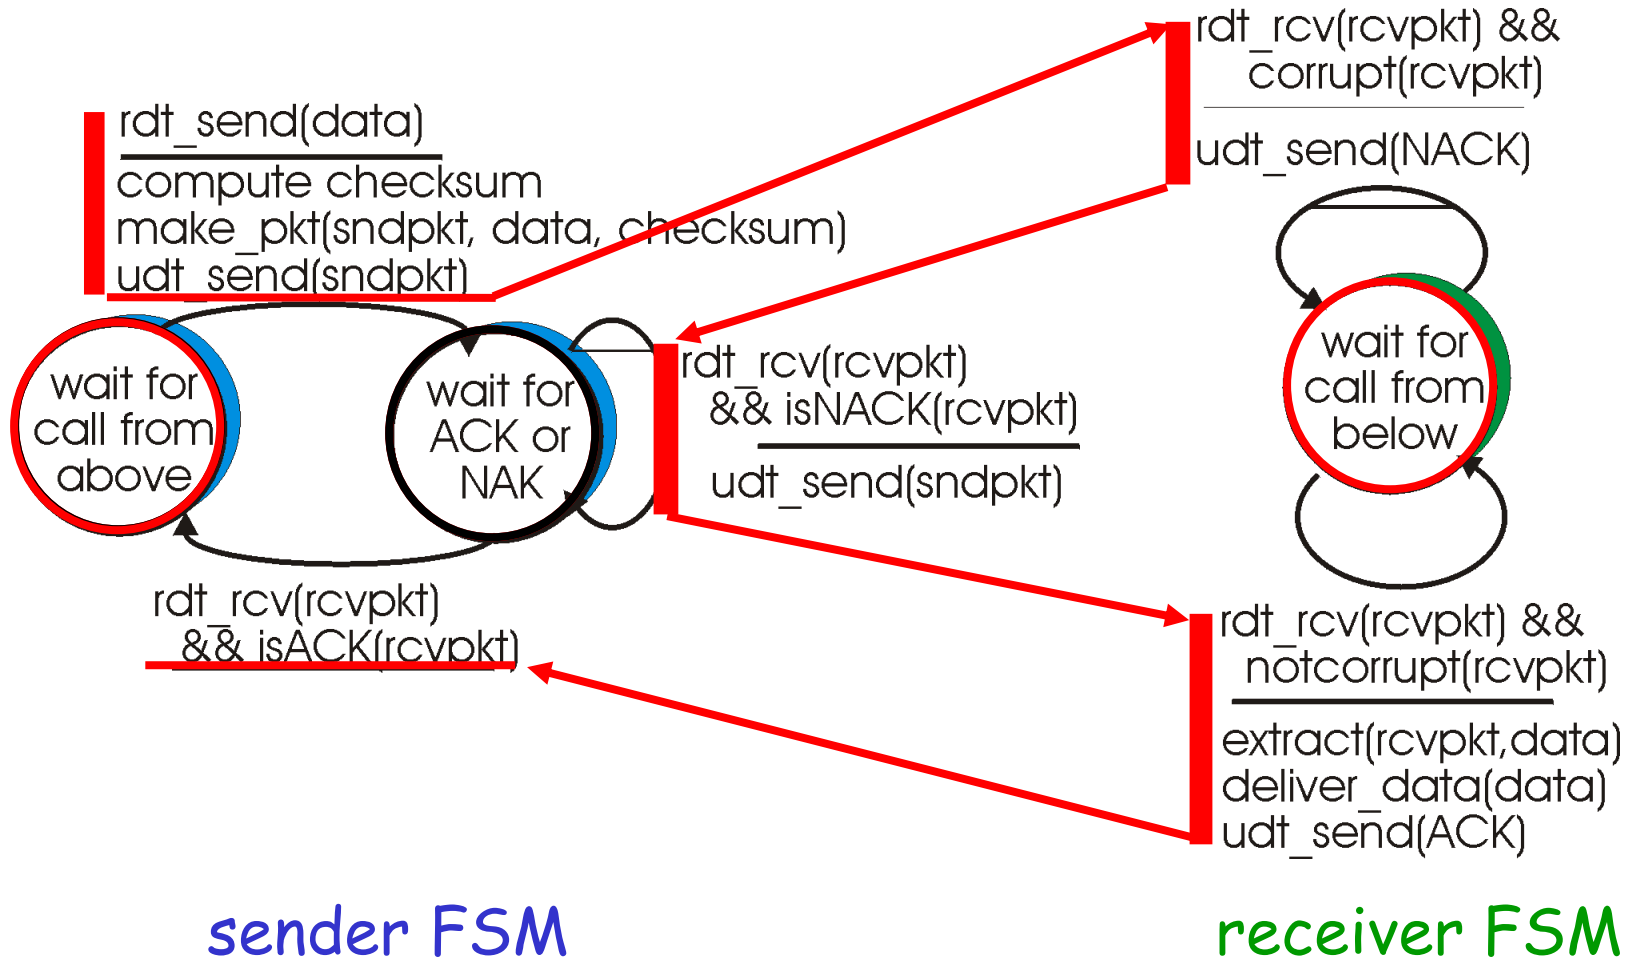 rdt_send(data)
compute checksum
make_pkt(sndpkt, data, checksum)
udt_send(sndpkt)
wait for
call from
above
wait for
ACK or
NAK
rdt_rcv(rcvpkt)
&& isNACK(rcvpkt)
udt_send(sndpkt)
rdt_rcv(rcvpkt)
&& isACK(rcvpkt)
sender FSM
rdt_rcv(rcvpkt) &&
corrupt(rcvpkt)
udt_send(NACK)
wait for
call from
below
rdt_rcv(rcvpkt) &&
notcorrupt(rcvpkt)
extract(rcvpkt,data)
deliver_data(data)
udt_send(ACK)
receiver FSM